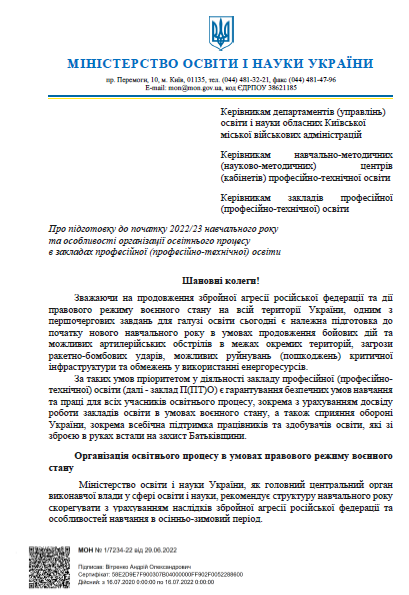 МІНІСТЕРСТВО ОСВІТИ І НАУКИ УКРАЇНИ
пр. Перемоги, 10, м. Київ, 01135, тел. (044) 481-32-21, факс (044) 481-47-96
E-mail: mon@mon.gov.ua, код ЄДРПОУ 38621185
Керівникам департаментів (управлінь)
освіти і науки обласних Київської
міської військових адміністрацій
Керівникам навчально-методичних
(науково-методичних) центрів
(кабінетів) професійно-технічної освіти
Керівникам закладів професійної
(професійно-технічної) освіти
Про підготовку до початку 2022/23 навчального року
та особливості організації освітнього процесу
в закладах професійної (професійно-технічної) освіти
Шановні колеги!
Зважаючи на продовження збройної агресії російської федерації та дії
правового режиму воєнного стану на всій території України, одним з
першочергових завдань для галузі освіти сьогодні є належна підготовка до
початку нового навчального року в умовах продовження бойових дій та
можливих артилерійських обстрілів в межах окремих територій, загрози
ракетно-бомбових ударів, можливих руйнувань (пошкоджень) критичної
інфраструктури та обмежень у використанні енергоресурсів.
За таких умов пріоритетом у діяльності закладу професійної (професійно-
технічної) освіти (далі - заклад П(ПТ)О) є гарантування безпечних умов навчання
та праці для всіх учасників освітнього процесу, зокрема з урахуванням досвіду
роботи закладів освіти в умовах воєнного стану, а також сприяння обороні
України, зокрема всебічна підтримка працівників та здобувачів освіти, які зі
зброєю в руках встали на захист Батьківщини.
Організація освітнього процесу в умовах правового режиму воєнного
стану
Міністерство освіти і науки України, як головний центральний орган
виконавчої влади у сфері освіти і науки, рекомендує структуру навчального року
скорегувати з урахуванням наслідків збройної агресії російської федерації та
особливостей навчання в осінньо-зимовий період.
МОН № 1/7234-22 від 29.06.2022
Підписав: Вітренко Андрій Олександрович
Сертифікат: 58E2D9E7F900307B04000000FF902F0052288600
Дійсний: з 16.07.2020 0:00:00 по 16.07.2022 0:00:00